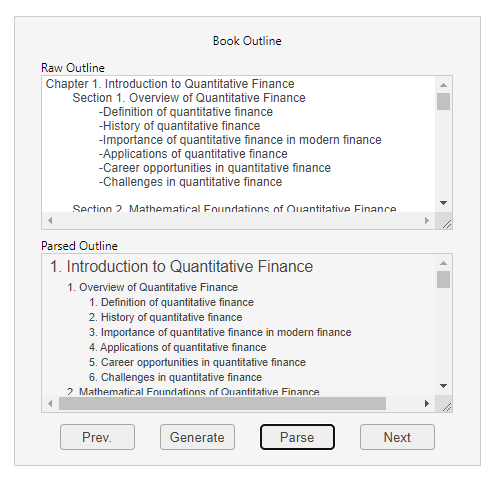 Book Outline
Raw Outline
Chapter 1. Introduction to Quantitative Finance
Section 1. Overview of Quantitative Finance
-Definition of quantitative finance
-History of quantitative finance
-Importance of quantitative finance in modern finance
-Applications of quantitative finance
-Career opportunities in quantitative finance
-Challenges in quantitative finance
Section 2. Mathematical Foundations of Quantitative Finance
Parsed Outline
1. Introduction to Quantitative Finance
1. Overview of Quantitative Finance
1. Definition of quantitative finance
2. History of quantitative finance
3. Importance of quantitative finance in modern finance
4. Applications of quantitative finance
5. Career opportunities in quantitative finance
6. Challenges in quantitative finance
2. Mathematical Foundations of Quantitative Finance
Prev. Generate Parse Next